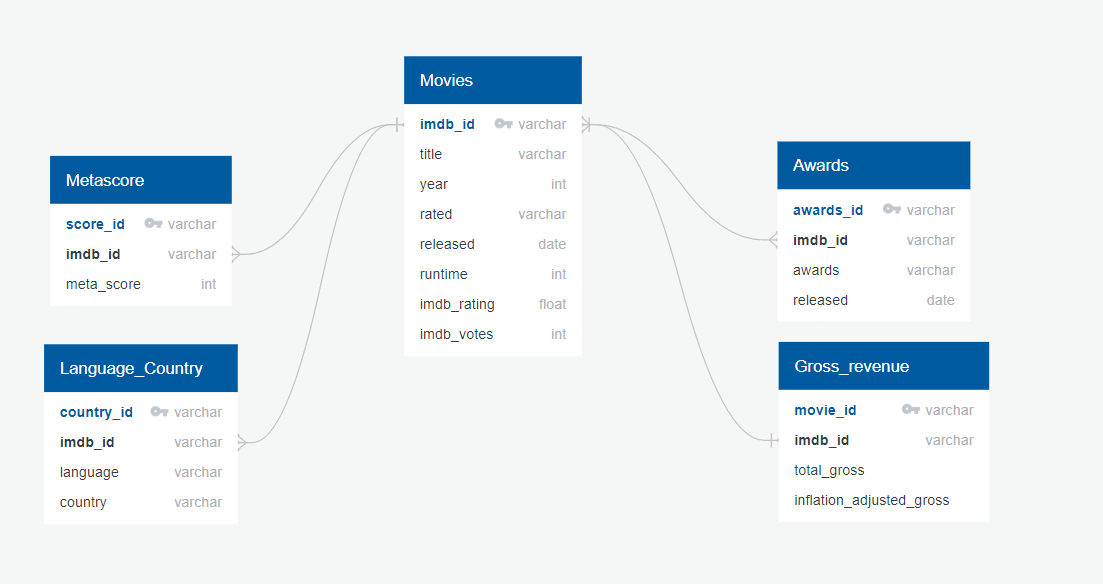 Movies
imdb_id varchar
title varchar
year int
rated varchar
released date
runtime int
imdb_rating float
imdb_votes int
Metascore
score_id varchar
imdb_id varchar
meta_score int
Language_Country
country_id varchar
imdb_id varchar
language varchar
country varchar
Awards
awards_id varchar
imdb_id varchar
awards varchar
released date
Gross_revenue
movie_id varchar
imdb_id varchar
total_gross
inflation_adjusted_gross